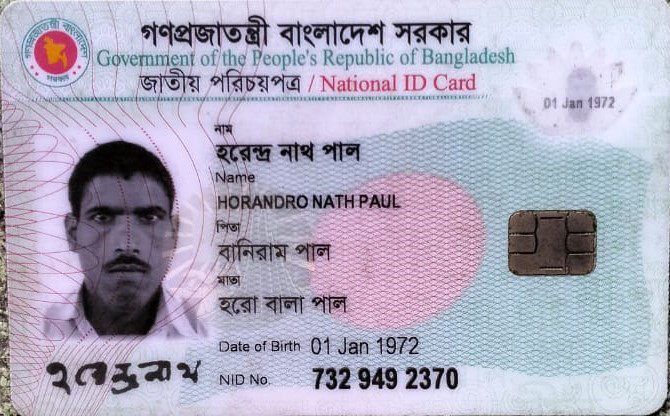 গণপ্রজাতন্ত্রী বাংলাদেশ সরকার
Government of the People's Republic of Bangladesh
জাতীয় পরিচয়পত্র / National ID Card
01 Jan 1972
নাম
হরেন্দ্র নাথ পাল
Name
HORANDRO NATH PAUL
পিতা
বানিরাম পাল
মাতা
হরো বালা পাল
Date of Birth 01 Jan 1972
হরেন্দ্রনাথ
NID No. 732 949 2370